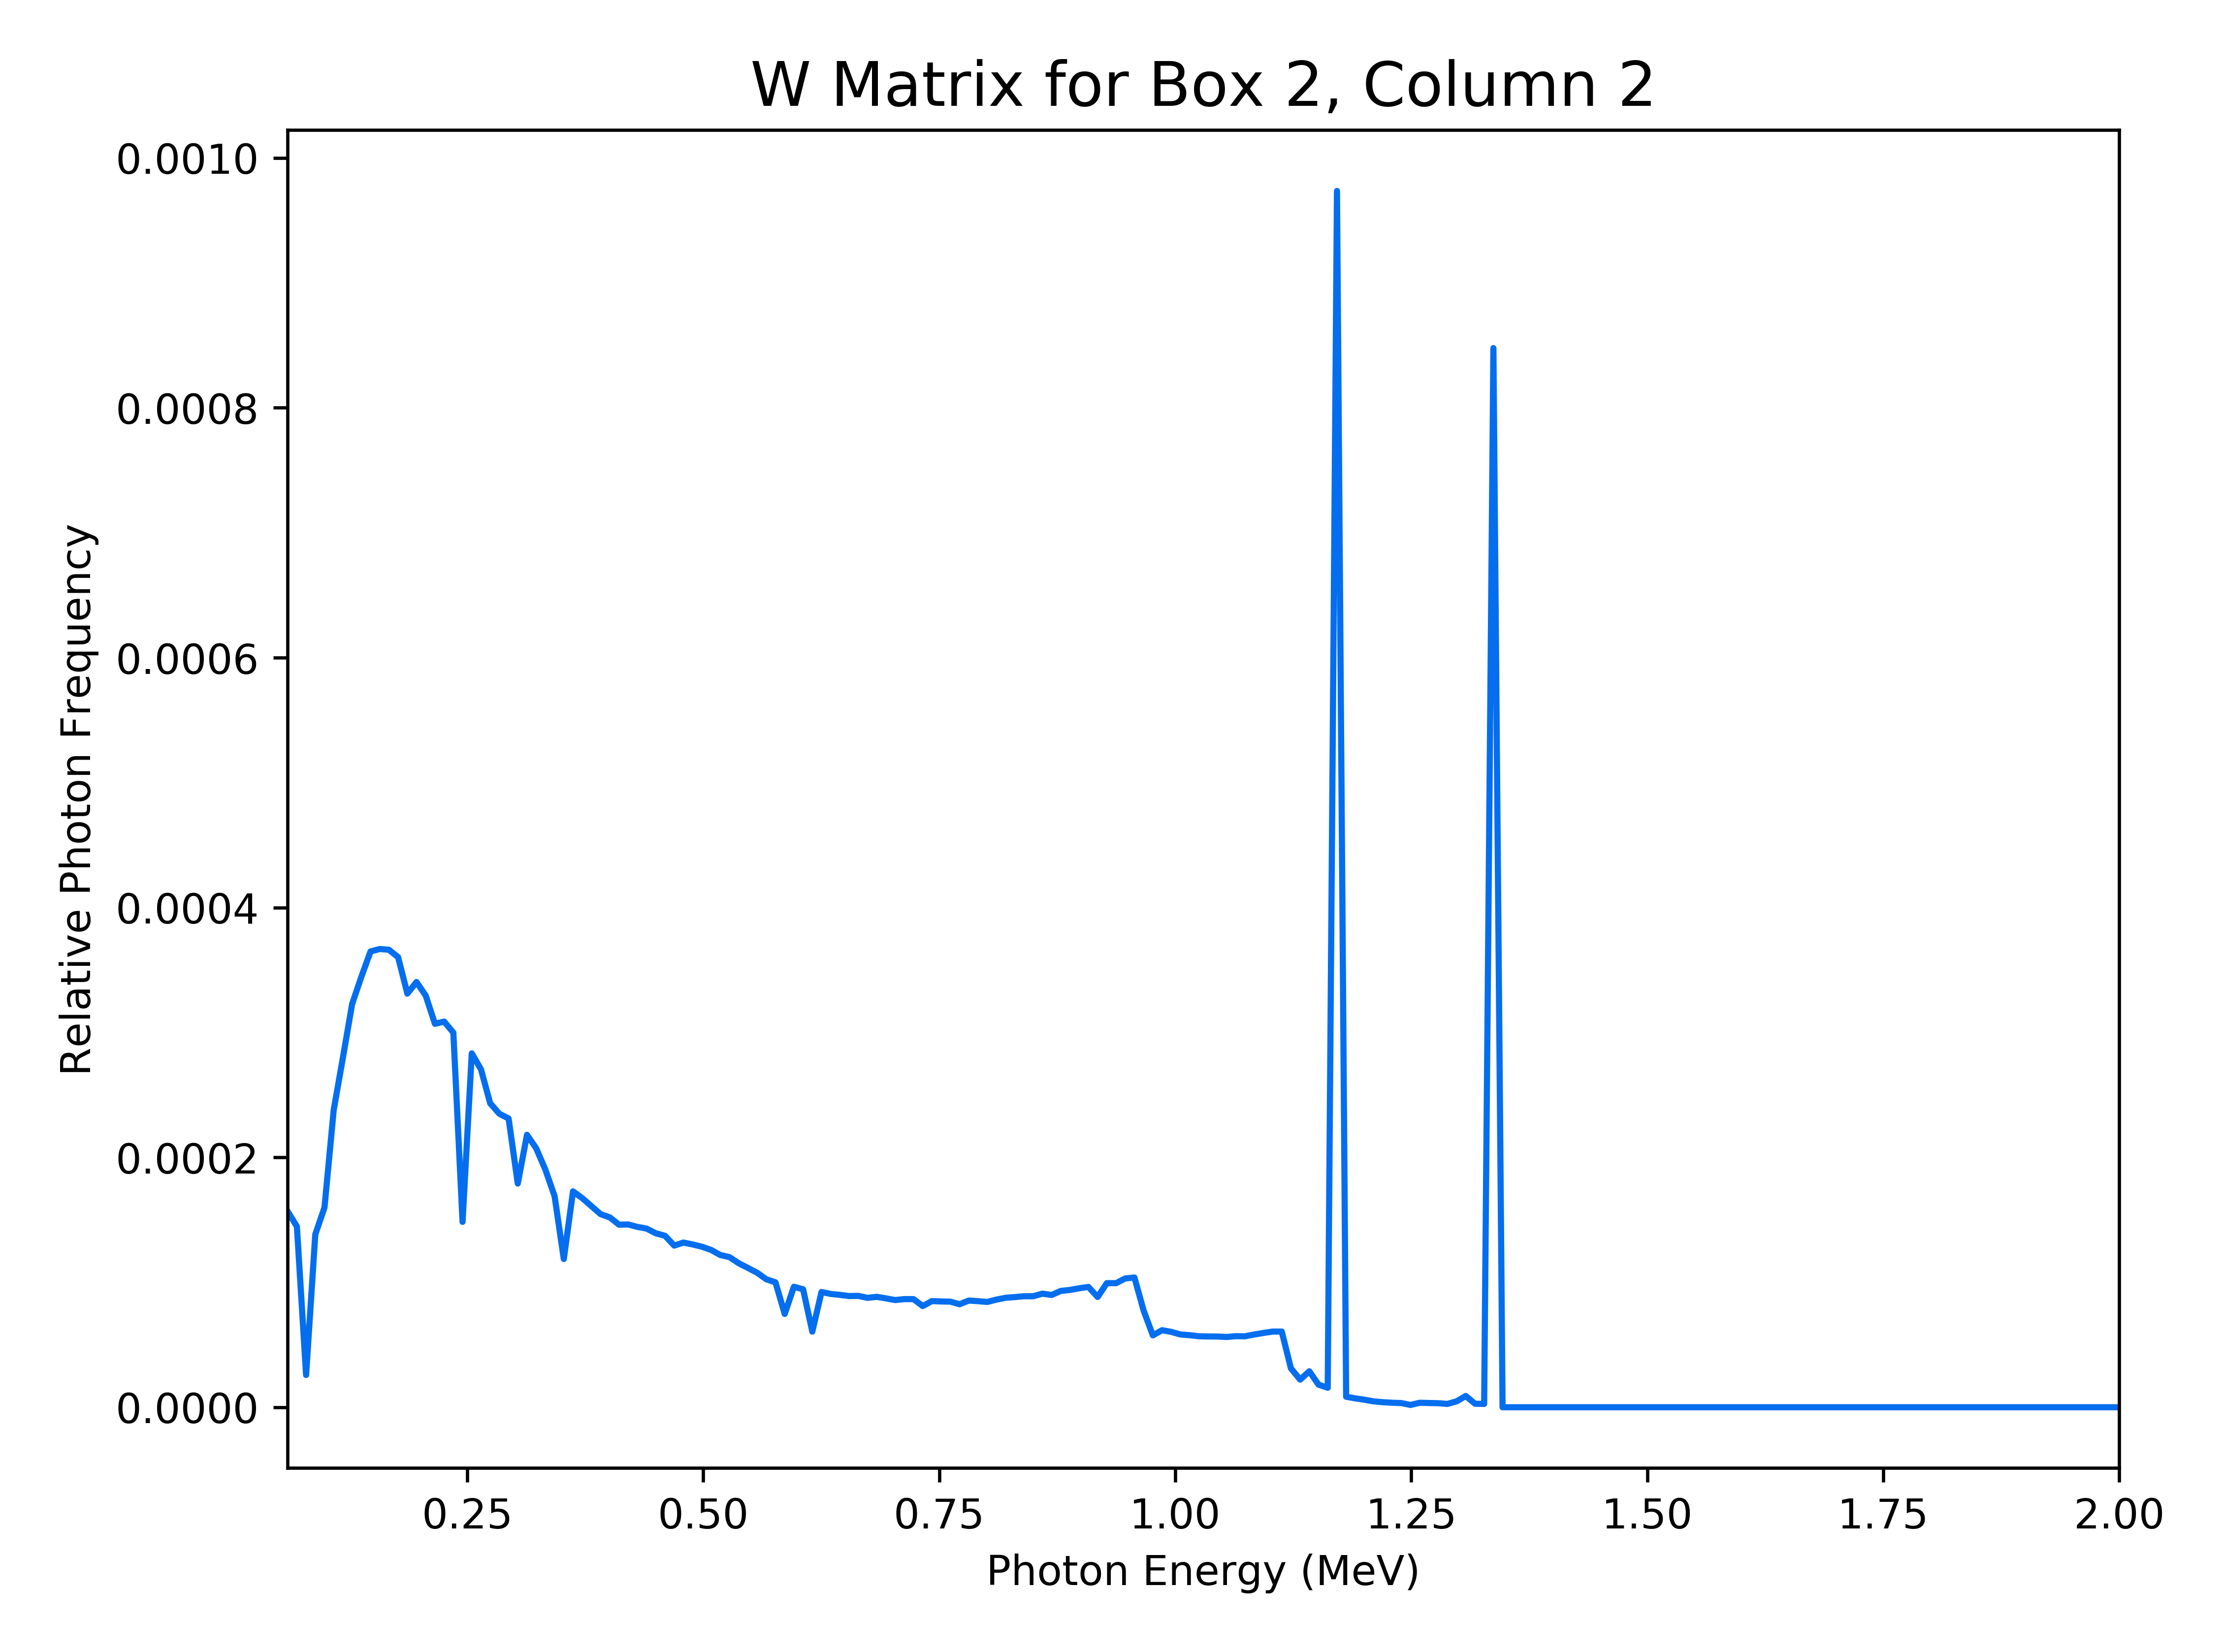 W Matrix for Box 2, Column 2
0.0010
0.0008
0.0006
0.0004
0.0002
0.0000
Relative Photon Frequency
0.25 0.50 0.75 1.00 1.25 1.50 1.75 2.00
Photon Energy (MeV)